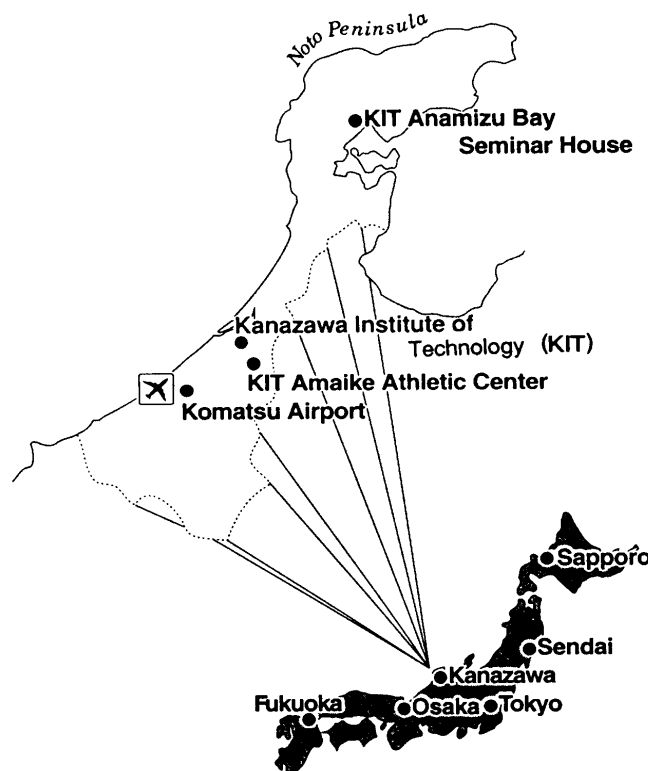 Noto Peninsula
KIT Anamizu Bay
Seminar House
Kanazawa Institute of
Technology (KIT)
KIT Amaike Athletic Center
Komatsu Airport
Sapporo
Sendai
Kanazawa
Fukuoka
Osaka
Tokyo